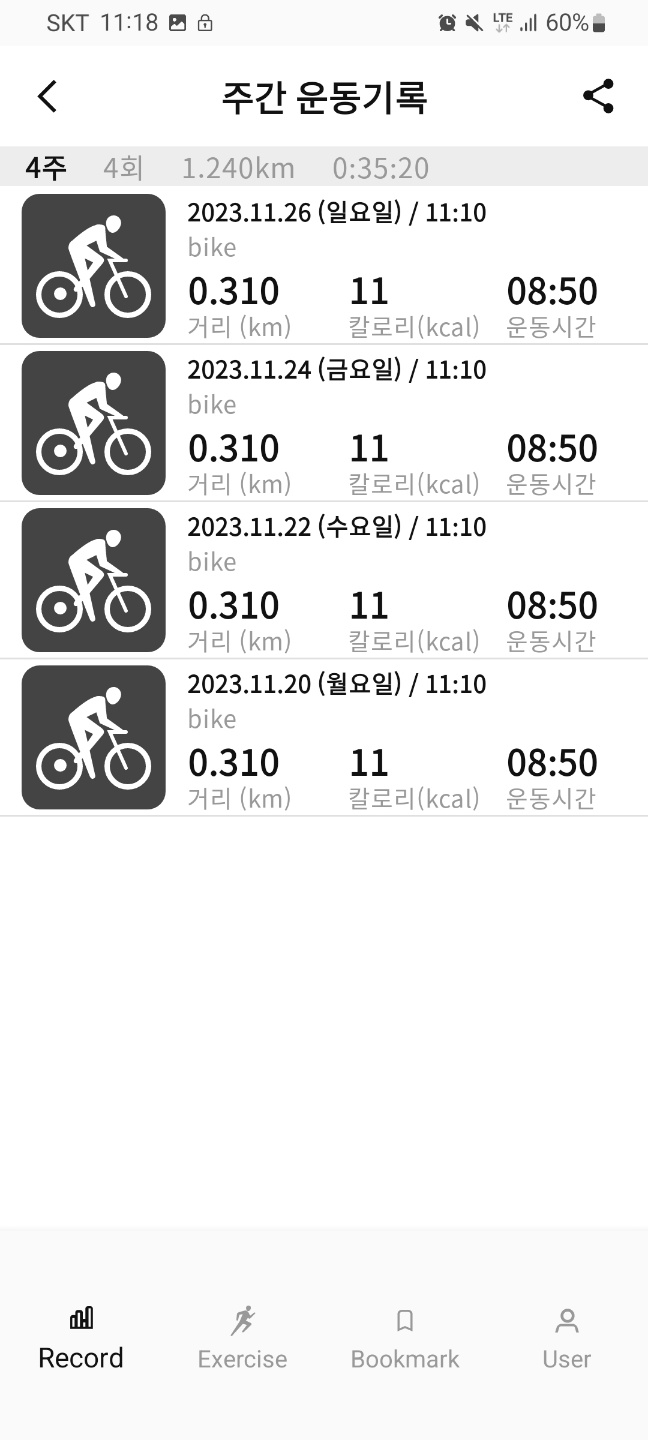 SKT 11:18 LTE 60%
주간 운동기록
4주 4회 1.240km 0:35:20
2023.11.26 (일요일) / 11:10
bike
0.310 11 08:50
거리 (km) 칼로리(kcal) 운동시간
2023.11.24 (금요일) / 11:10
bike
0.310 11 08:50
거리 (km) 칼로리(kcal) 운동시간
2023.11.22 (수요일) / 11:10
bike
0.310 11 08:50
거리 (km) 칼로리(kcal) 운동시간
2023.11.20 (월요일) / 11:10
bike
0.310 11 08:50
거리 (km) 칼로리(kcal) 운동시간
Record Exercise Bookmark User